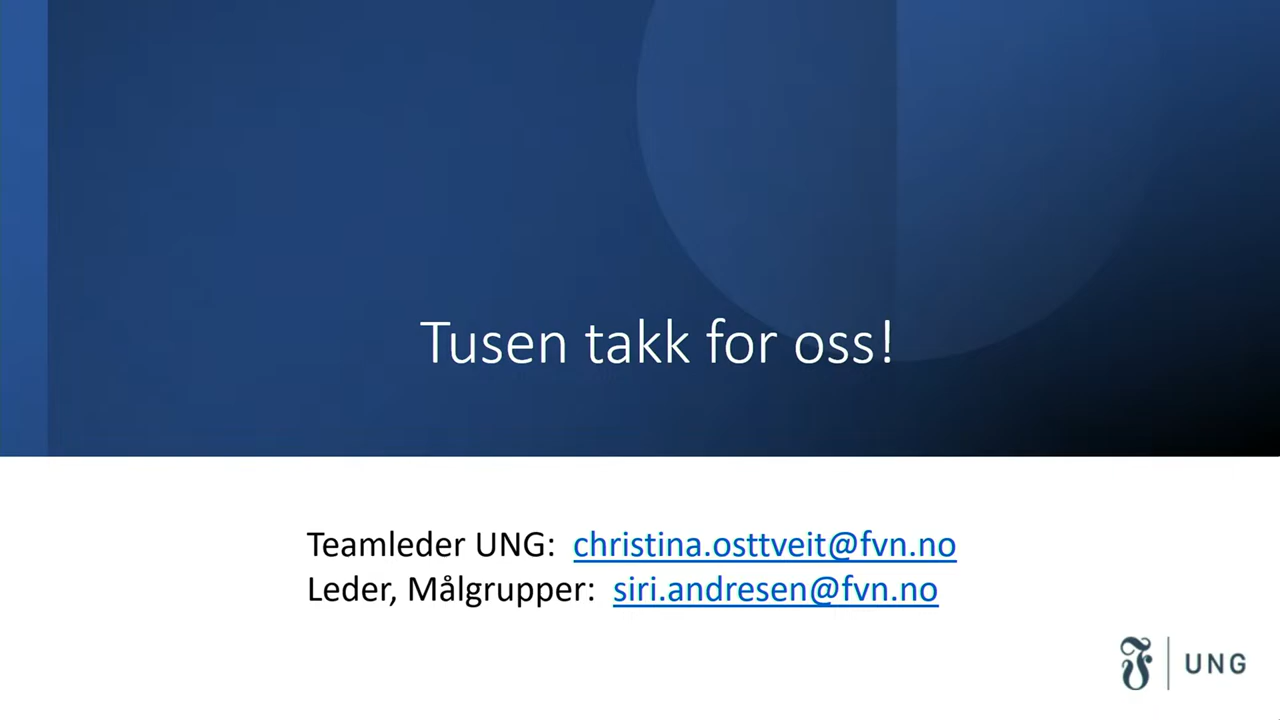 Tusen takk for oss!
Teamleder UNG: christina.osttveit@fvn.no
Leder, Målgrupper: siri.andresen@fvn.no
F | UNG